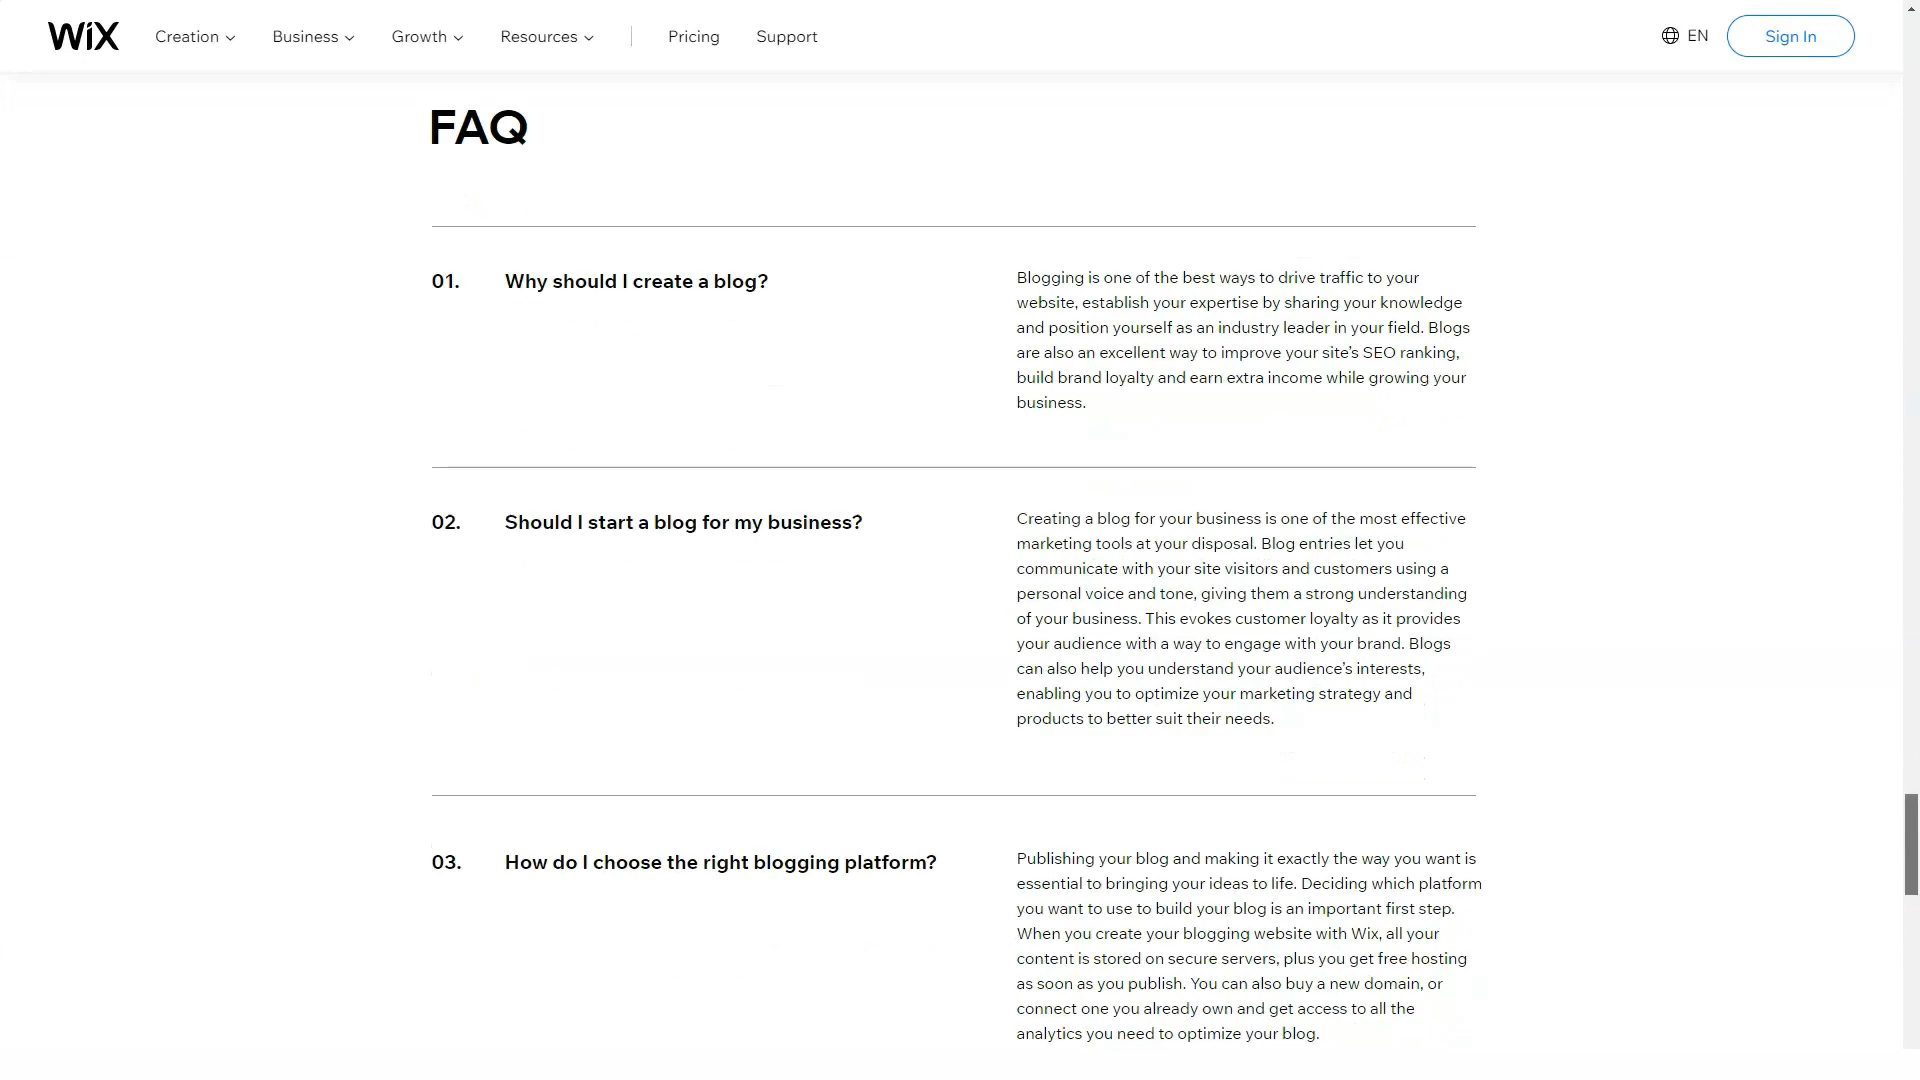 WiX Creation Business Growth Resources Pricing Support EN Sign In
FAQ
01. Why should I create a blog?
Blogging is one of the best ways to drive traffic to your
website, establish your expertise by sharing your knowledge
and position yourself as an industry leader in your field. Blogs
are also an excellent way to improve your site's SEO ranking,
build brand loyalty and earn extra income while growing your
business.
02. Should I start a blog for my business?
Creating a blog for your business is one of the most effective
marketing tools at your disposal. Blog entries let you
communicate with your site visitors and customers using a
personal voice and tone, giving them a strong understanding
of your business. This evokes customer loyalty as it provides
your audience with a way to engage with your brand. Blogs
can also help you understand your audience's interests,
enabling you to optimize your marketing strategy and
products to better suit their needs.
03. How do I choose the right blogging platform?
Publishing your blog and making it exactly the way you want is
essential to bringing your ideas to life. Deciding which platform
you want to use to build your blog is an important first step.
When you create your blogging website with Wix, all your
content is stored on secure servers, plus you get free hosting
as soon as you publish. You can also buy a new domain, or
connect one you already own and get access to all the
analytics you need to optimize your blog.